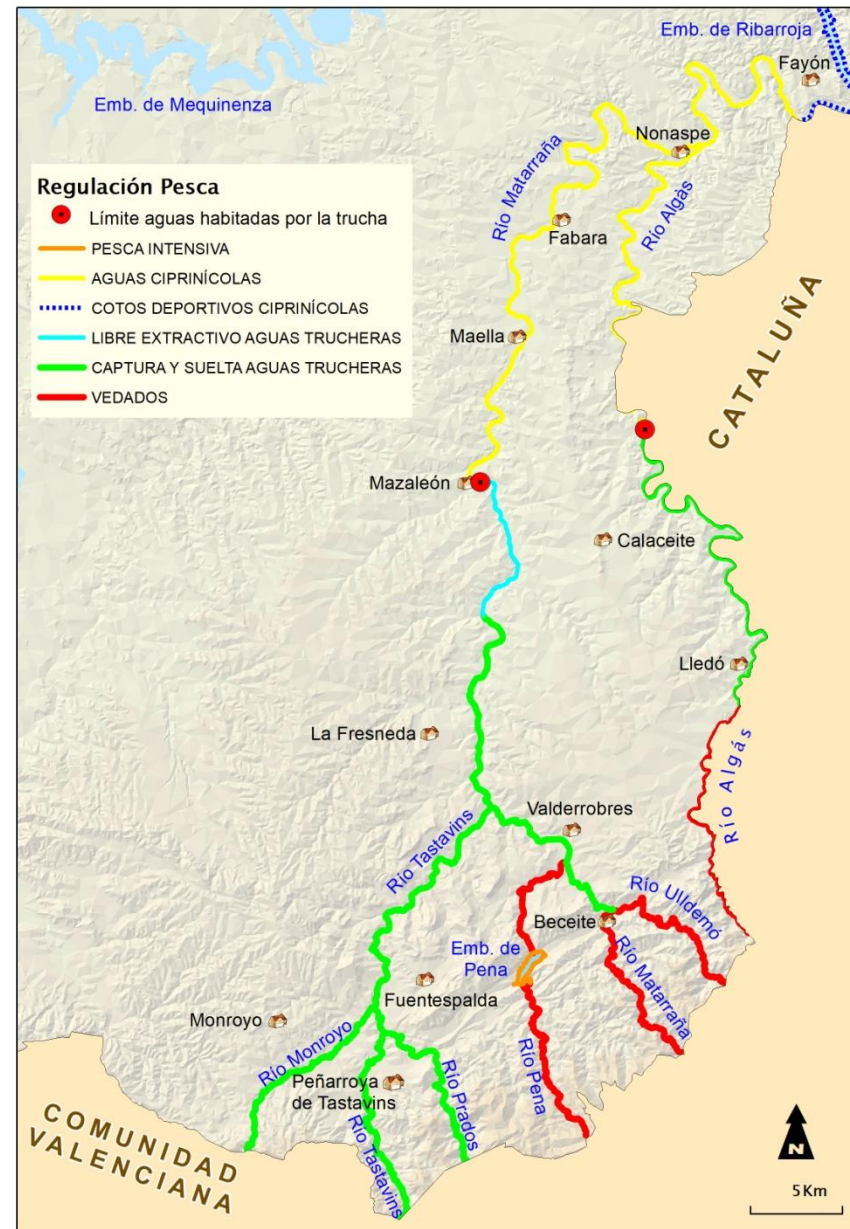 Emb. de Ribarroja
Fayón
Emb. de Mequinenza
Nonaspe
Río Matarraña
Río Algàs
Fabara
Regulación Pesca
Límite aguas habitadas por la trucha
PESCA INTENSIVA
AGUAS CIPRINÍCOLAS
COTOS DEPORTIVOS CIPRINÍCOLAS
LIBRE EXTRACTIVO AGUAS TRUCHERAS
CAPTURA Y SUELTA AGUAS TRUCHERAS
VEDADOS
Maella
CATALUÑA
Mazaleón
Calaceite
Lledó
La Fresneda
Río Algás
Valderrobres
Río Tastavins
Río Ulldemó
Beceite
Emb. de
Pena
Río Matarraña
Fuentespalda
Monroyo
Río Monroyo
Río Pena
Peñarroya
de Tastavins
Río Prados
Río Tastavins
COMUNIDAD
VALENCIANA
N
5 Km